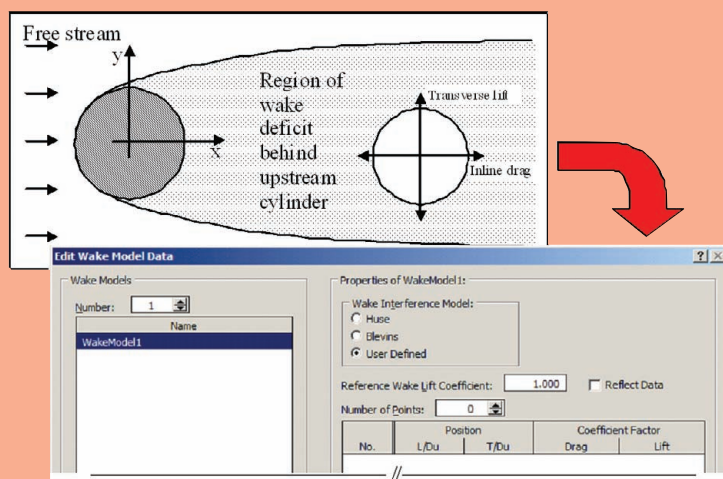 Free stream
y
x
Region of
wake
deficit
behind
upstream
cylinder
Transverse lift
Inline drag
Edit Wake Model Data
Wake Models
Number: 1
Name
WakeModel1
Properties of WakeModel1:
Wake Interference Model:
Huse
Blevins
User Defined
Reference Wake Lift Coefficient: 1.000 Reflect Data
Number of Points: 0
Position Coefficient Factor
No. L/Du T/Du Drag Lift